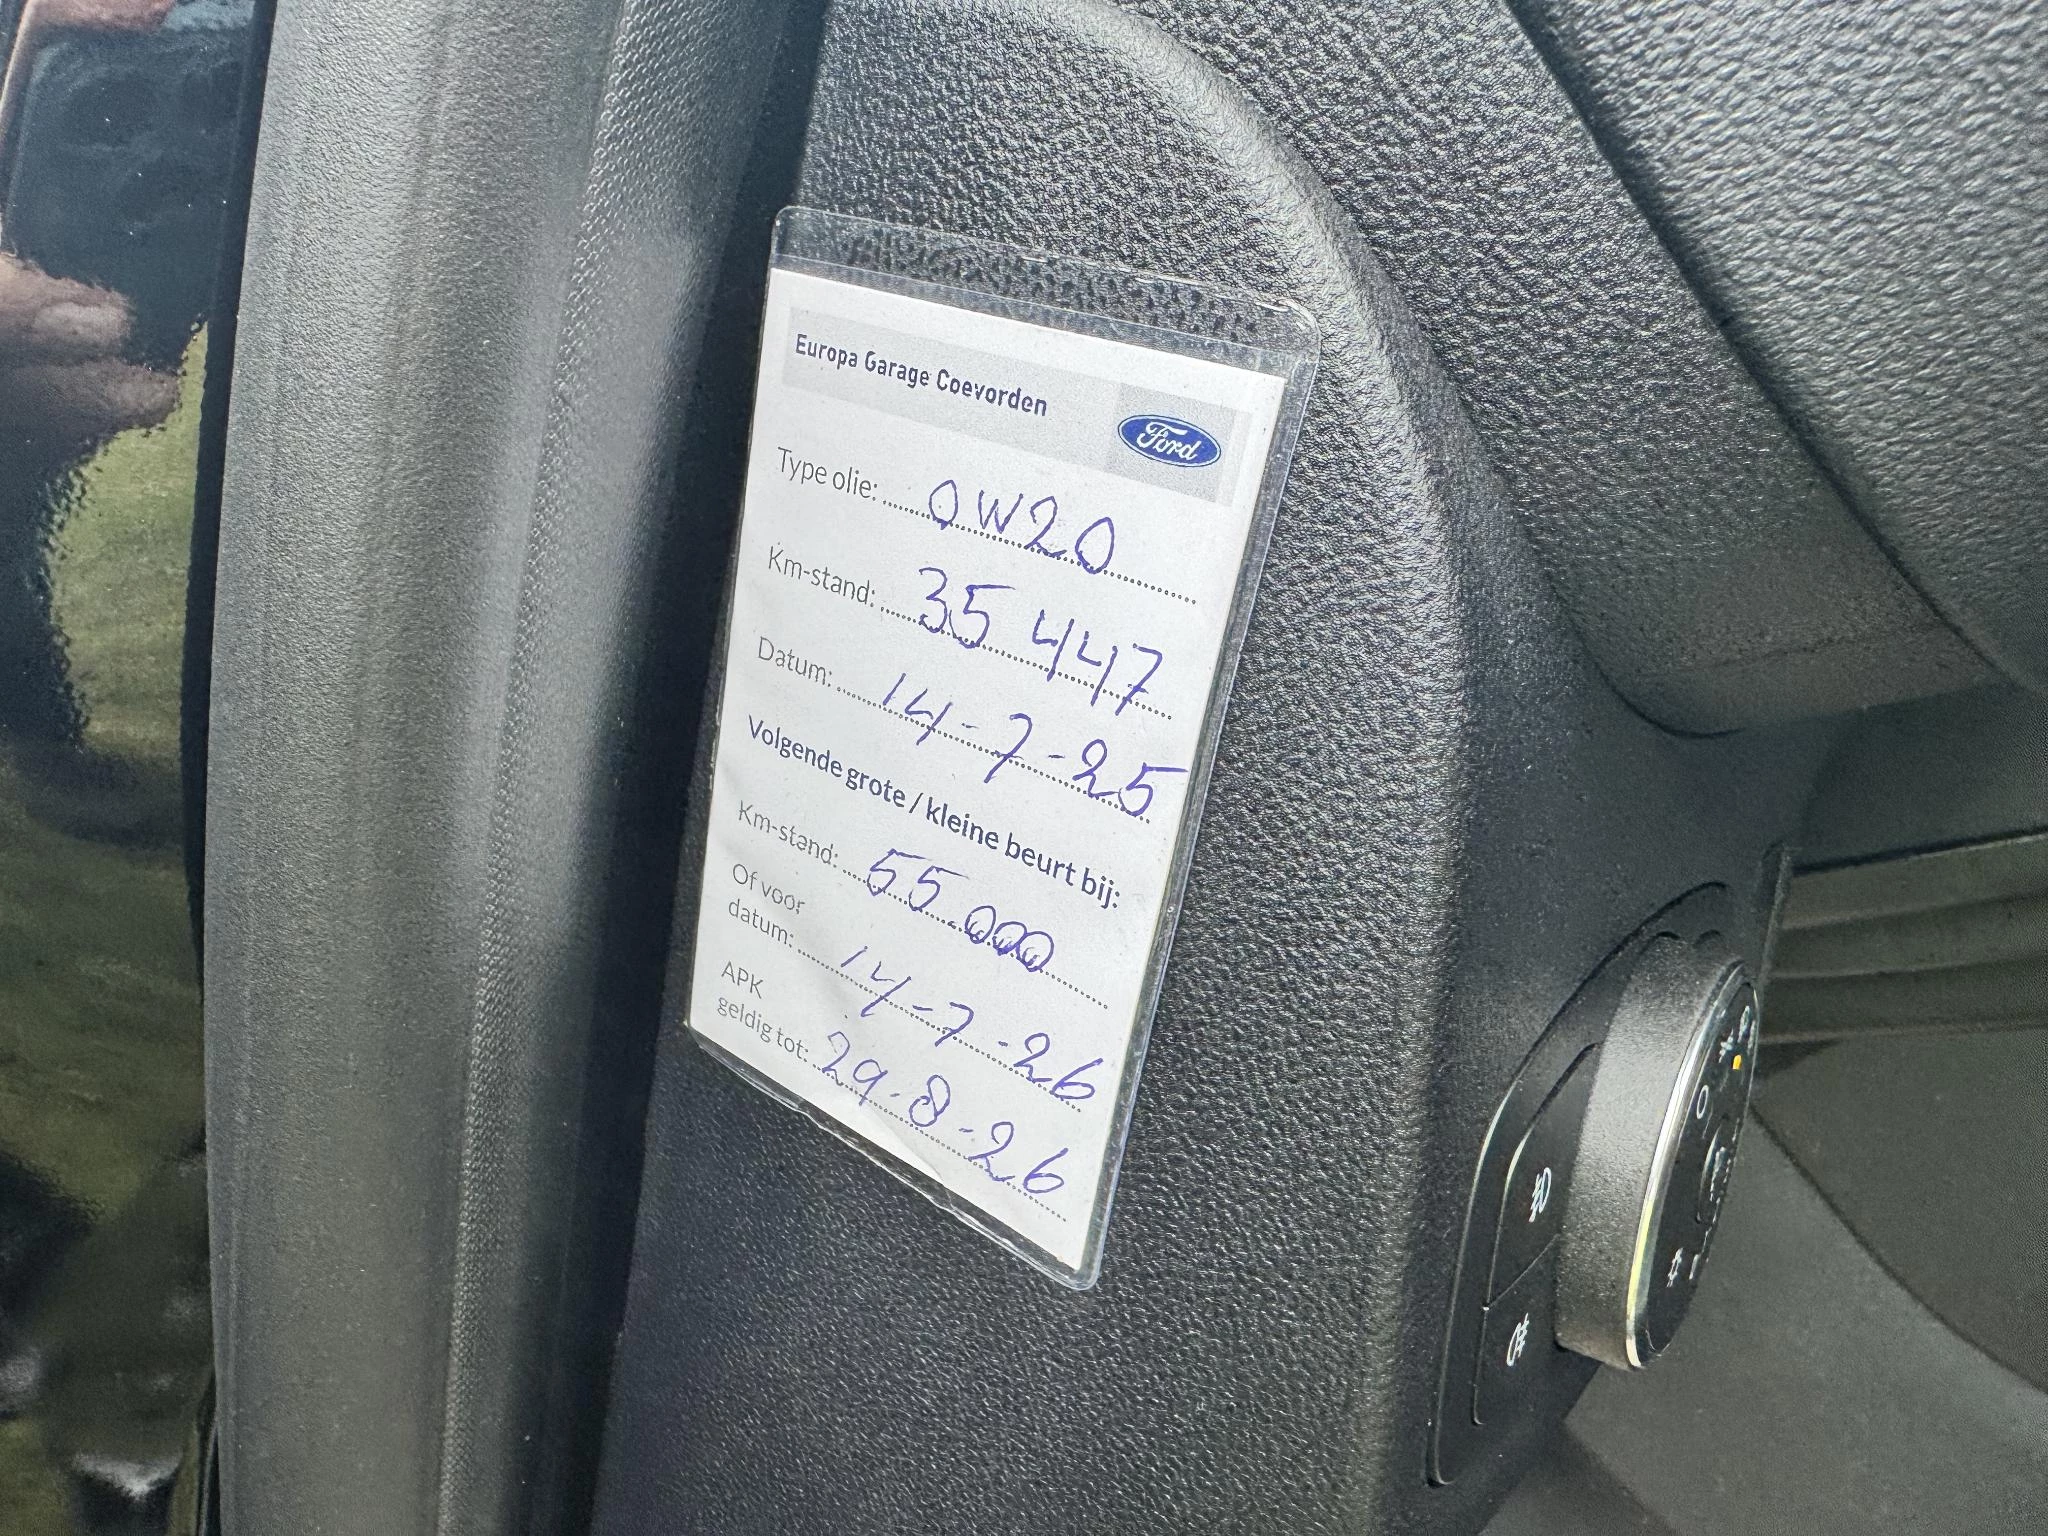 Europa Garage Coevorden
Ford
Type olie: 0W20
Km-stand: 35 447
Datum: 14-7-25
Volgende grote / kleine beurt bij:
Km-stand: 55.000
Of voor
datum: 14-7-26
APK
geldig tot: 29-8-26